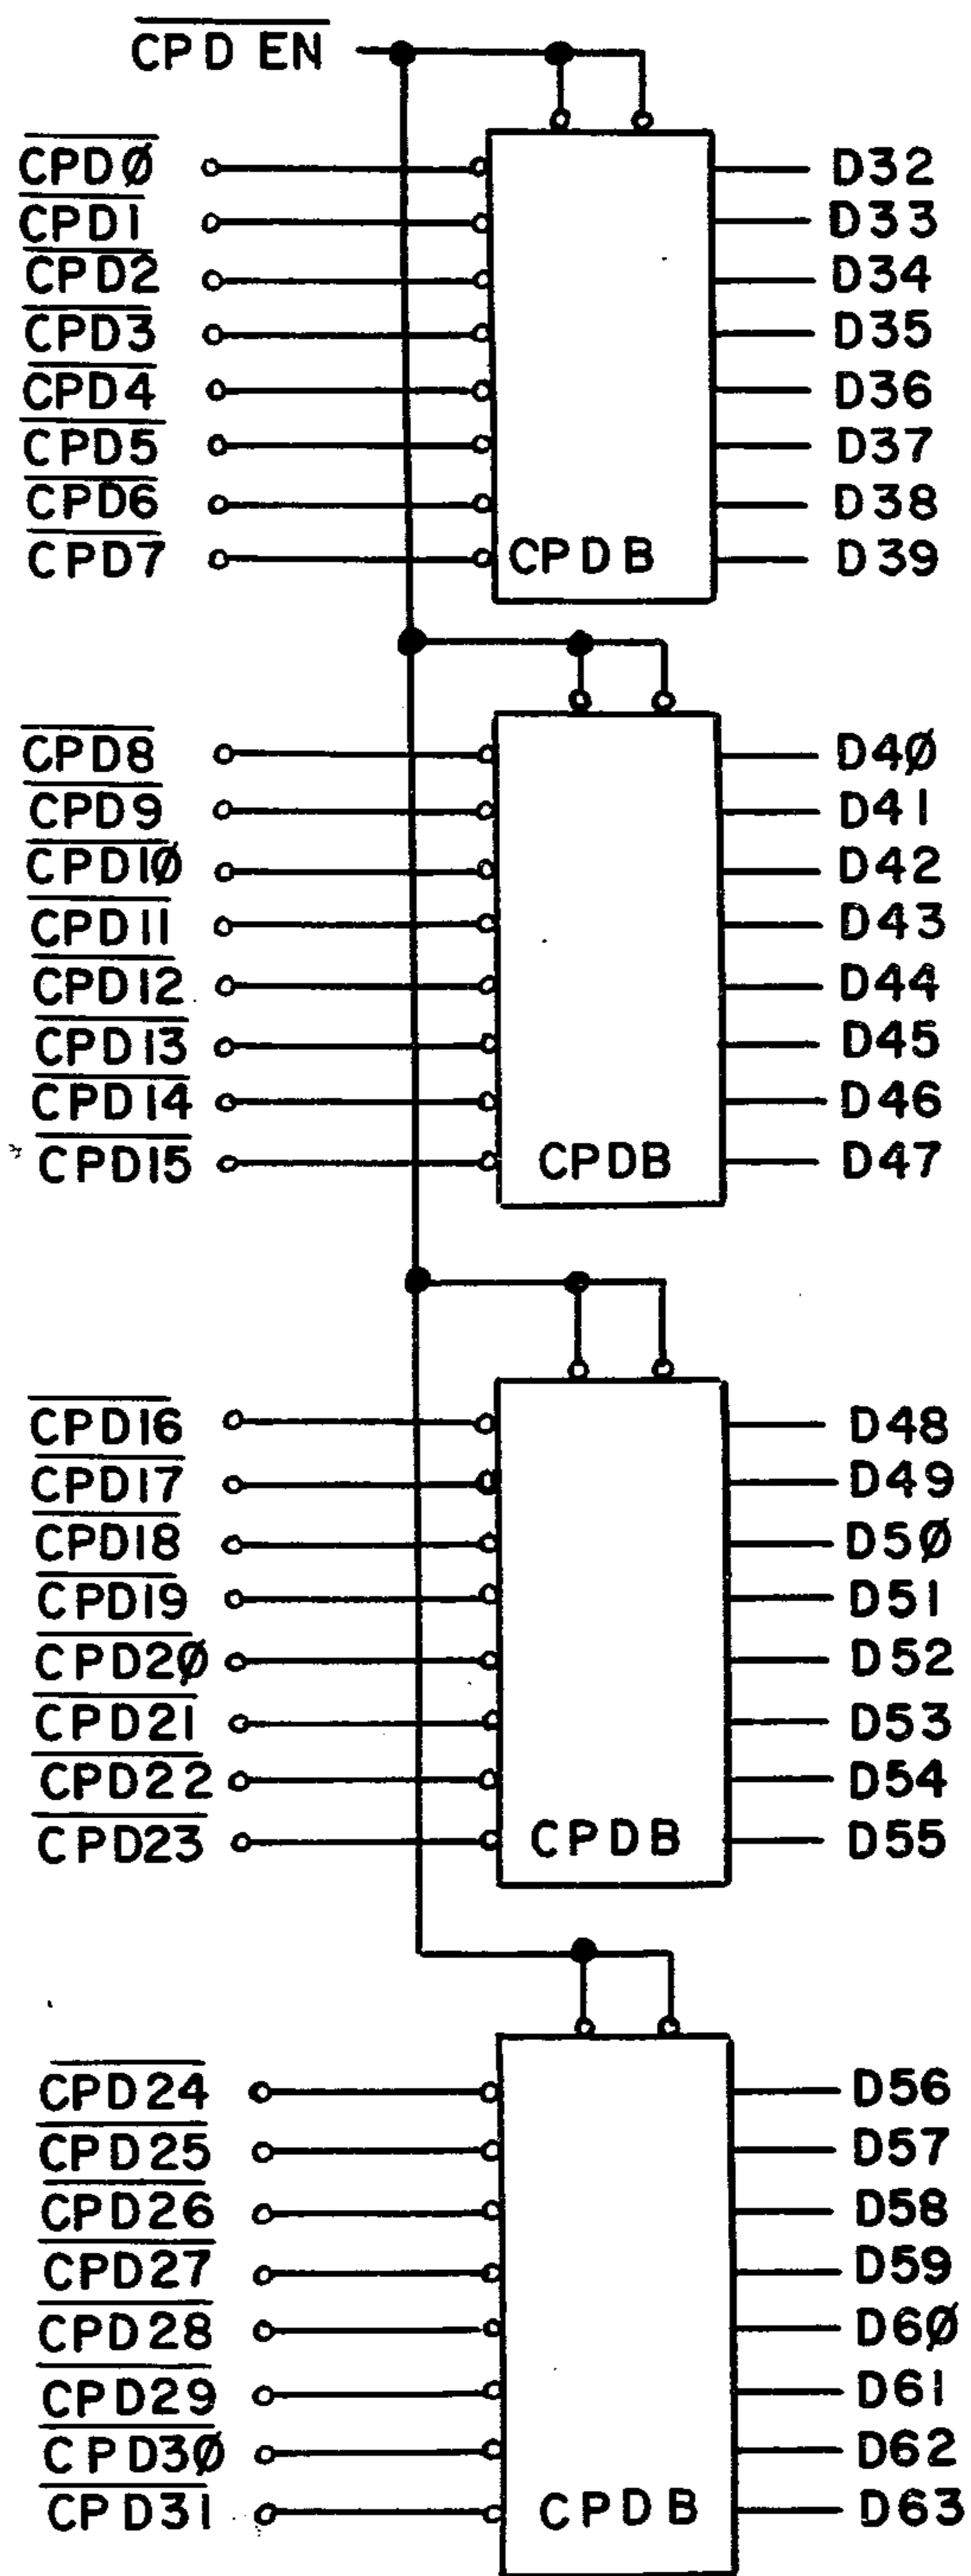 CPD EN
CPDØ D32
CPD1 D33
CPD2 D34
CPD3 D35
CPD4 D36
CPD5 D37
CPD6 D38
CPD7 CPDB D39
CPD8 D4Ø
CPD9 D41
CPD1Ø D42
CPD11 D43
CPD12 D44
CPD13 D45
CPD14 D46
CPD15 CPDB D47
CPD16 D48
CPD17 D49
CPD18 D5Ø
CPD19 D51
CPD2Ø D52
CPD21 D53
CPD22 D54
CPD23 CPDB D55
CPD24 D56
CPD25 D57
CPD26 D58
CPD27 D59
CPD28 D6Ø
CPD29 D61
CPD3Ø D62
CPD31 CPDB D63